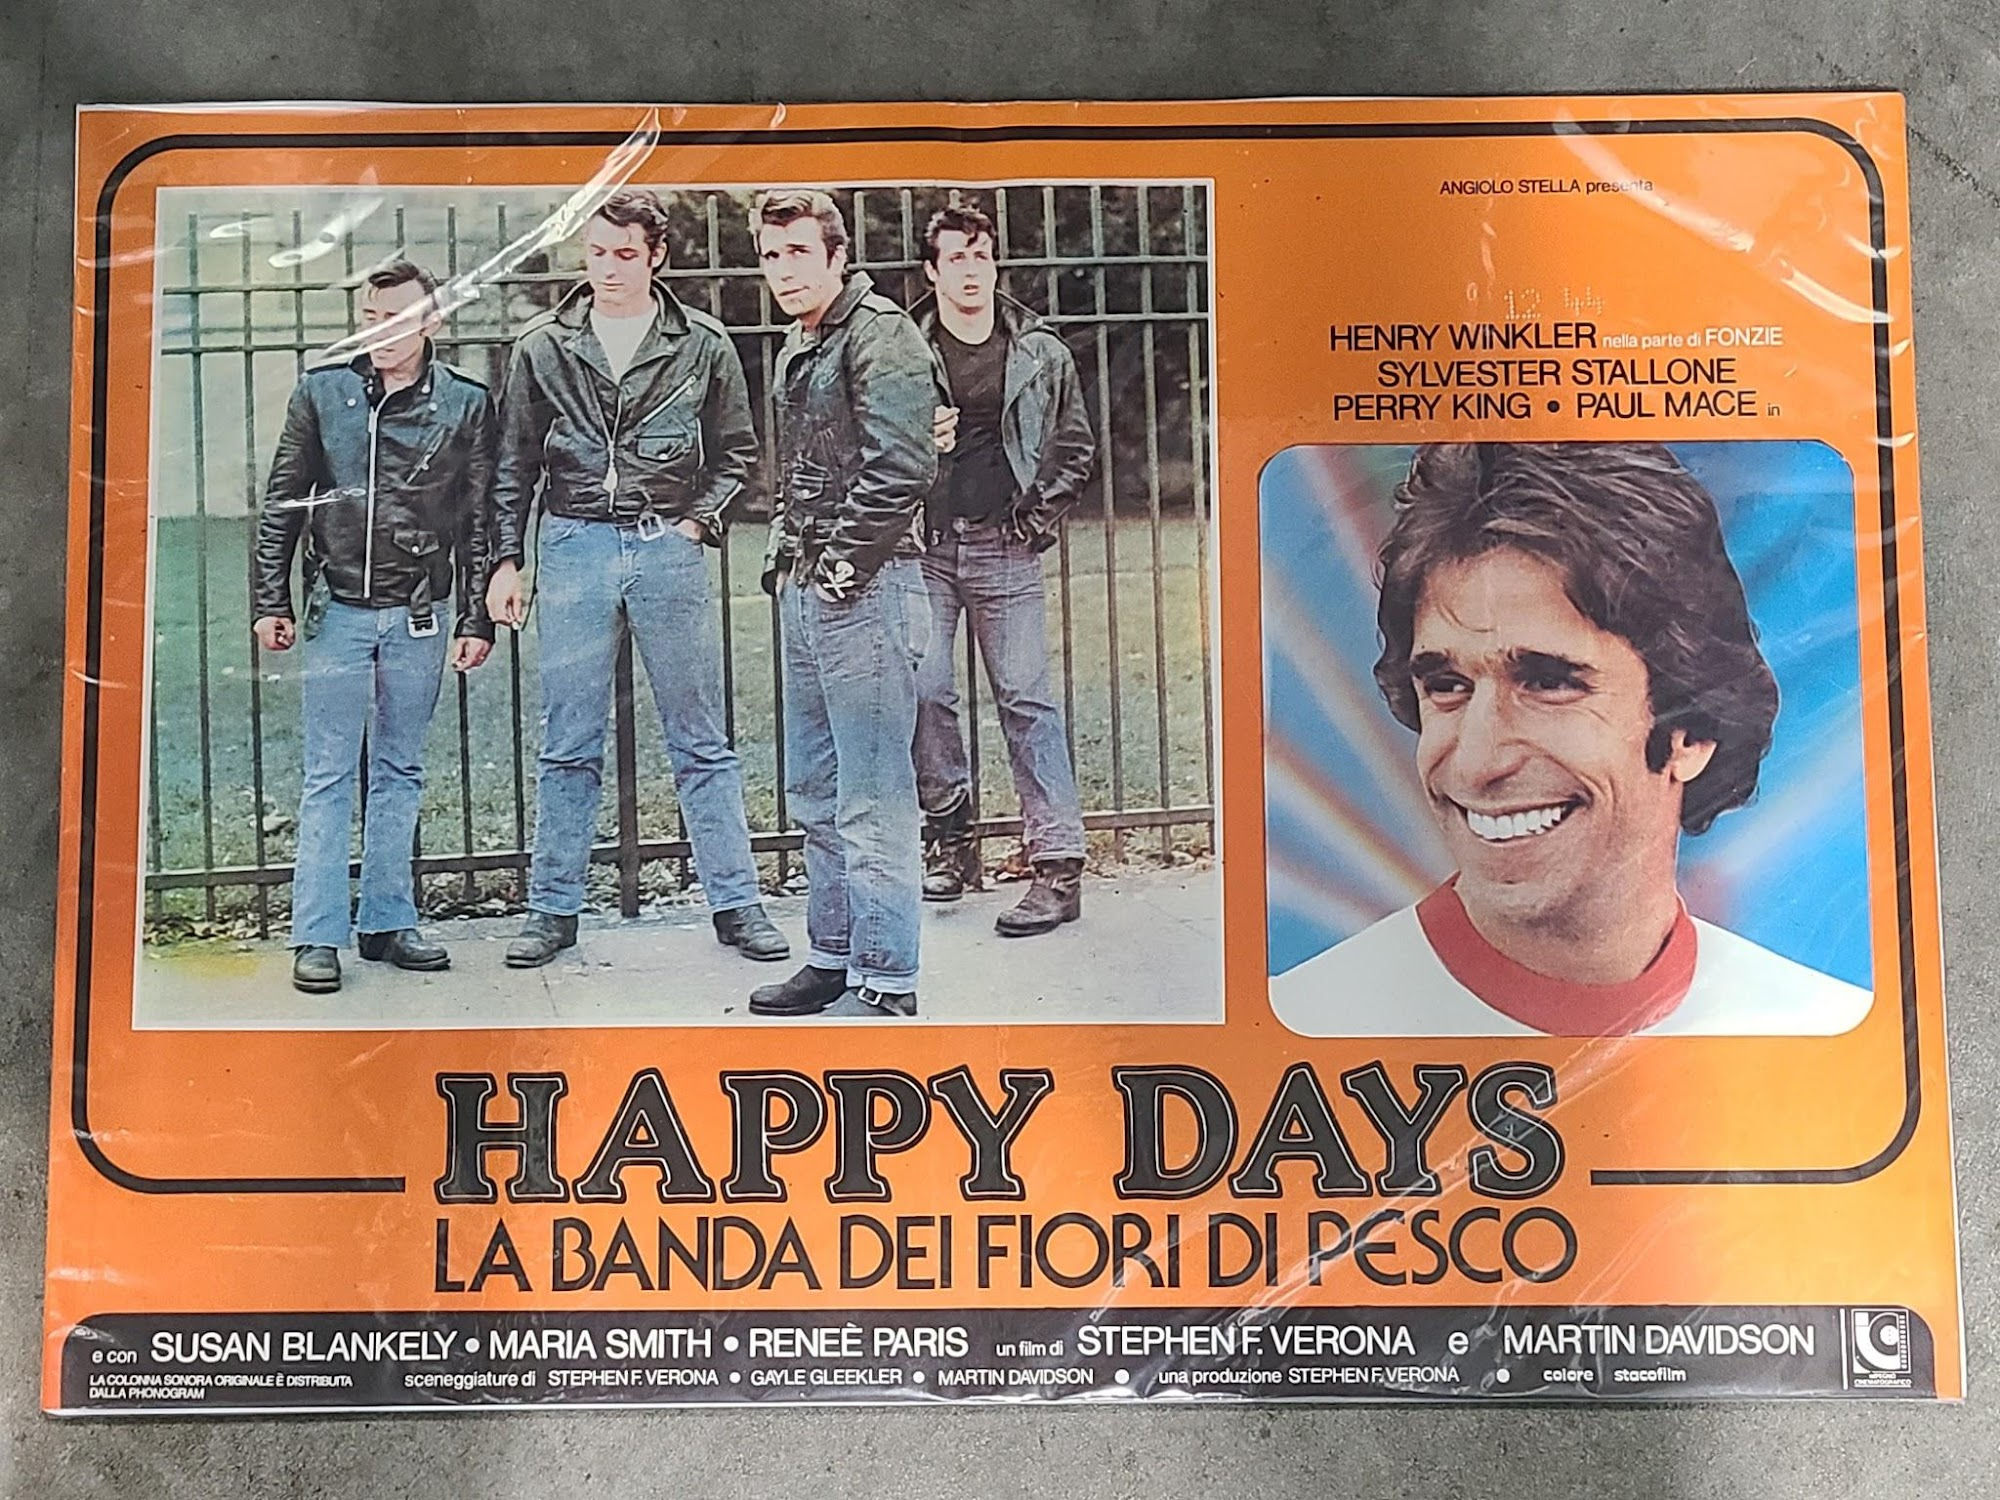 ANGIOLO STELLA presenta
12
HENRY WINKLER nella parte di FONZIE
SYLVESTER STALLONE
PERRY KING • PAUL MACE in
HAPPY DAYS
LA BANDA DEI FIORI DI PESCO
e con SUSAN BLANKELY • MARIA SMITH • RENEÈ PARIS un film di STEPHEN F. VERONA e MARTIN DAVIDSON
LA COLONNA SONORA ORIGINALE È DISTRIBUITA
DALLA PHONOGRAM
sceneggiature di STEPHEN F. VERONA • GAYLE GLEEKLER • MARTIN DAVIDSON • una produzione STEPHEN F. VERONA • colore stacofilm